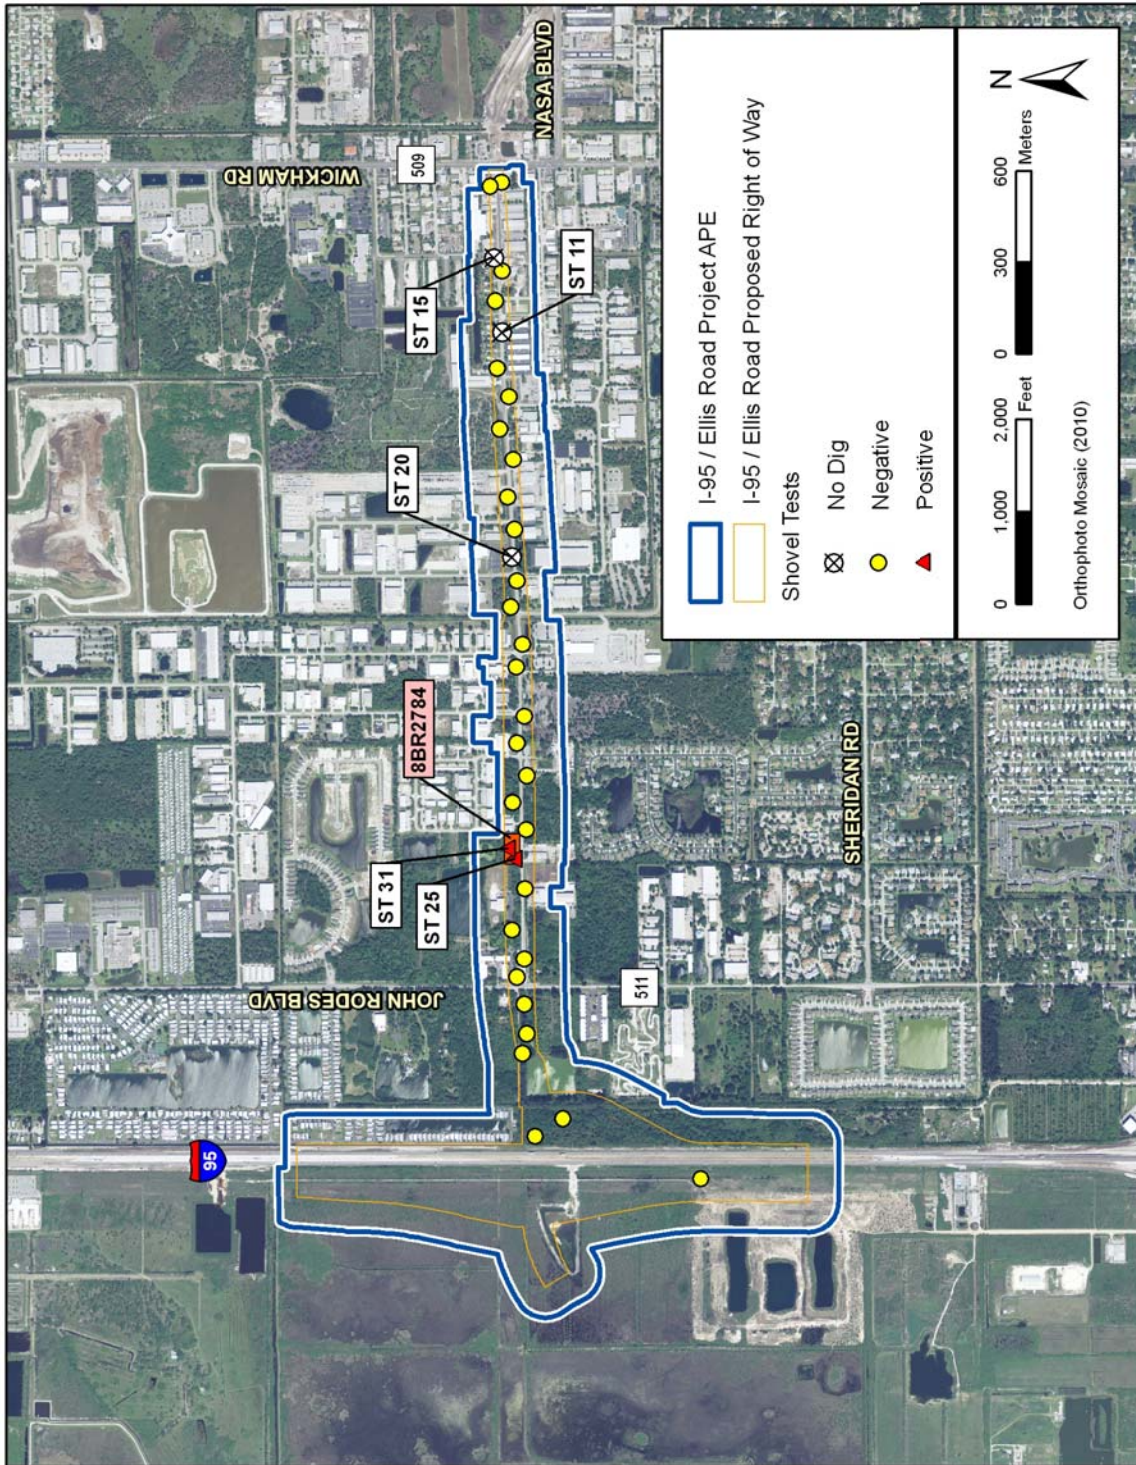 WICKHAM RD
509
NASA BLVD
ST 15
ST 11
ST 20
8BR2784
ST 31
ST 25
JOHN RODES BLVD
511
SHERIDAN RD
95
I-95 / Ellis Road Project APE
I-95 / Ellis Road Proposed Right of Way
Shovel Tests
No Dig
Negative
Positive
0 1,000 2,000
Feet
0 300 600
Meters
N
Orthophoto Mosaic (2010)